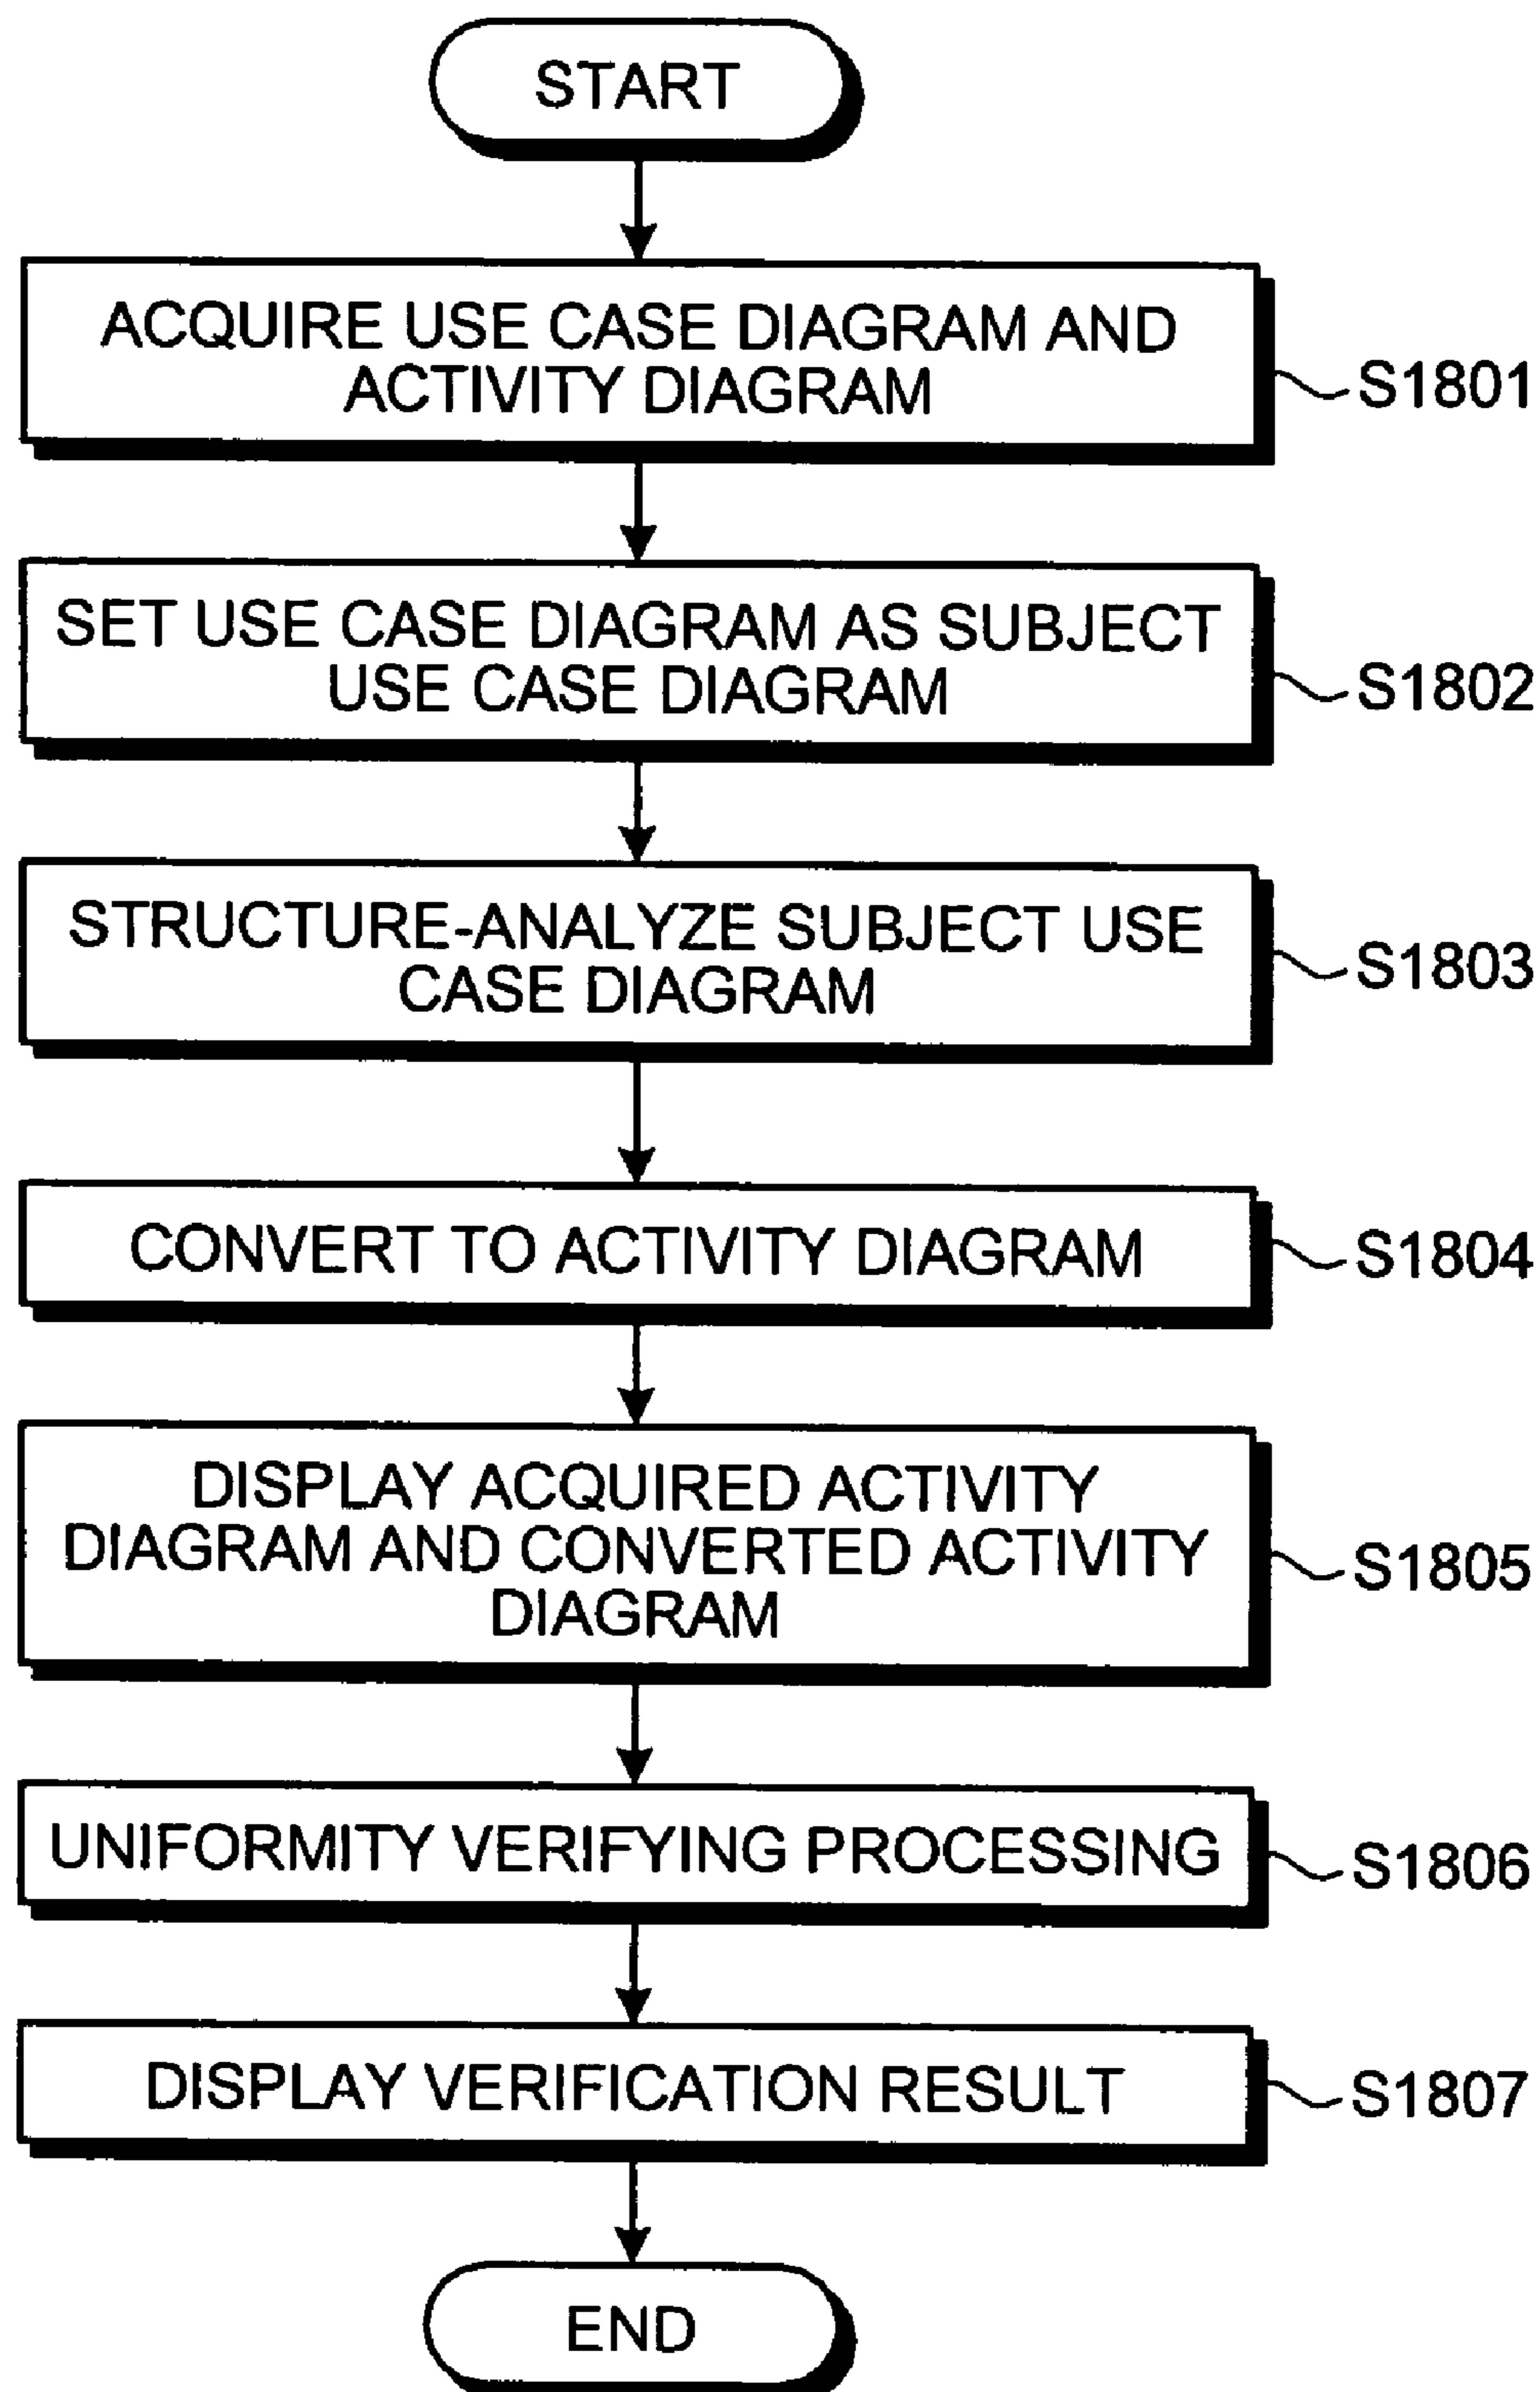 START
ACQUIRE USE CASE DIAGRAM AND
ACTIVITY DIAGRAM
S1801
SET USE CASE DIAGRAM AS SUBJECT
USE CASE DIAGRAM
S1802
STRUCTURE-ANALYZE SUBJECT USE
CASE DIAGRAM
S1803
CONVERT TO ACTIVITY DIAGRAM
S1804
DISPLAY ACQUIRED ACTIVITY
DIAGRAM AND CONVERTED ACTIVITY
DIAGRAM
S1805
UNIFORMITY VERIFYING PROCESSING
S1806
DISPLAY VERIFICATION RESULT
S1807
END